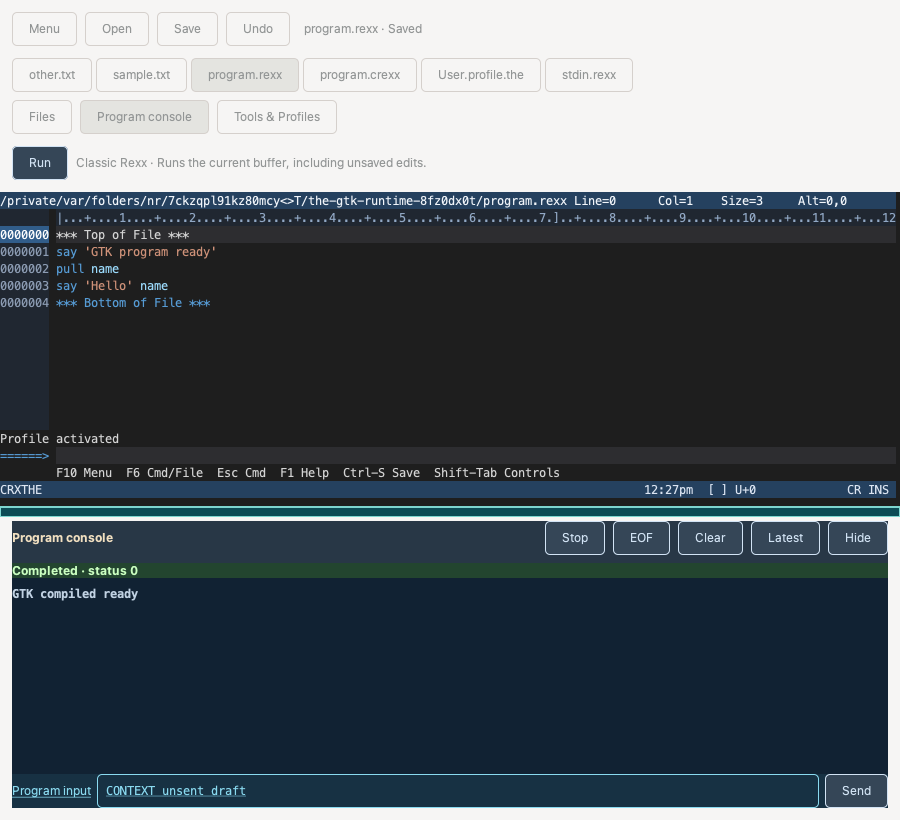 Menu Open Save Undo program.rexx · Saved
other.txt sample.txt program.rexx program.crexx User.profile.the stdin.rexx
Files Program console Tools & Profiles
Run Classic Rexx · Runs the current buffer, including unsaved edits.
/private/var/folders/nr/7ckzqpl91kz80mcy<>T/the-gtk-runtime-8fz0dx0t/program.rexx Line=0 Col=1 Size=3 Alt=0,0
|...+....1....+....2....+....3....+....4....+....5....+....6....+....7.]..+....8....+....9....+...10....+...11....+...12
0000000 *** Top of File ***
0000001 say 'GTK program ready'
0000002 pull name
0000003 say 'Hello' name
0000004 *** Bottom of File ***
Profile activated
======>
F10 Menu F6 Cmd/File Esc Cmd F1 Help Ctrl-S Save Shift-Tab Controls
CRXTHE 12:27pm [ ] U+0 CR INS
Program console Stop EOF Clear Latest Hide
Completed · status 0
GTK compiled ready
Program input CONTEXT unsent draft Send